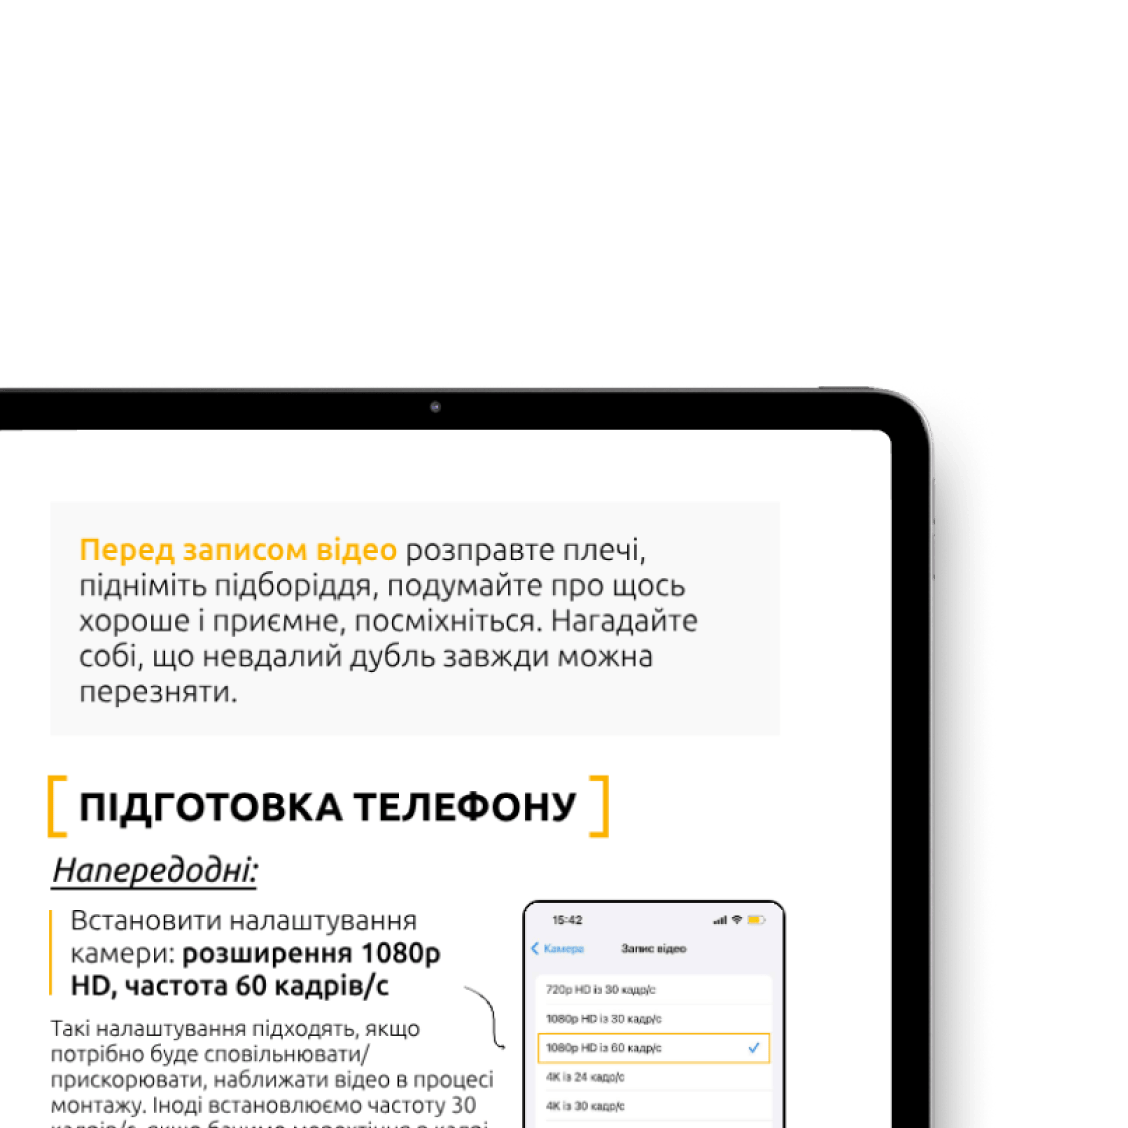 Перед записом відео розправте плечі,
підніміть підборіддя, подумайте про щось
хороше і приємне, посміхніться. Нагадайте
собі, що невдалий дубль завжди можна
перезняти.
ПІДГОТОВКА ТЕЛЕФОНУ
Напередодні:
Встановити налаштування
камери: розширення 1080p
HD, частота 60 кадрів/с
Такі налаштування підходять, якщо
потрібно буде сповільнювати/
прискорювати, наближати відео в процесі
монтажу. Іноді встановлюємо частоту 30
15:42
Камера Запис відео
720p HD із 30 кадр/с
1080p HD із 30 кадр/с
1080p HD із 60 кадр/с
4K із 24 кадр/с
4K із 30 кадр/с